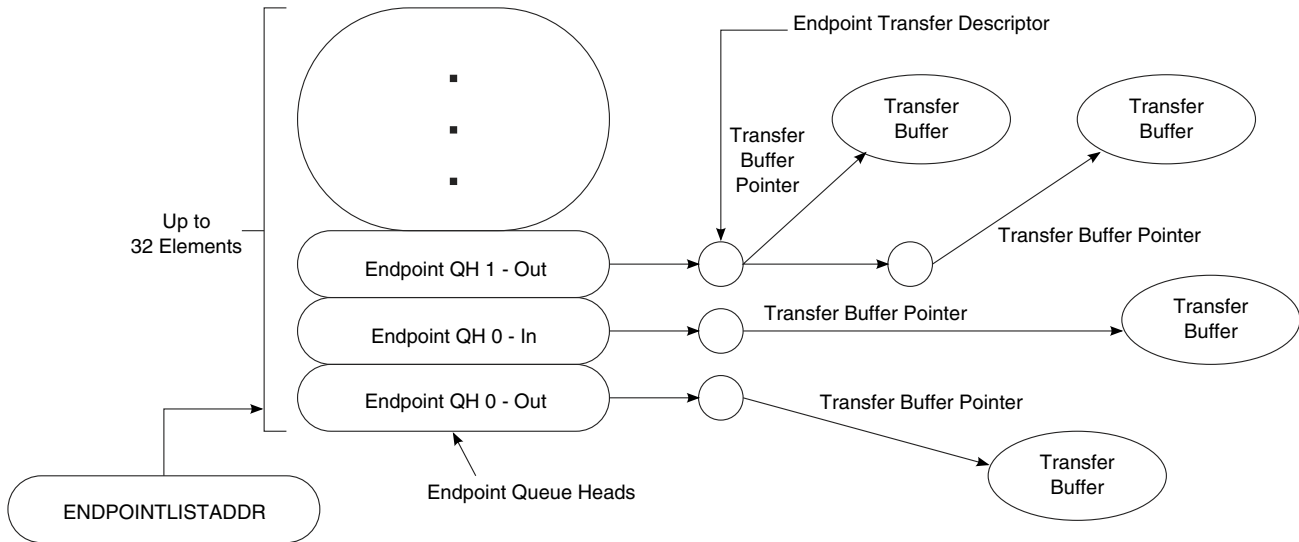 Endpoint Transfer Descriptor
Transfer
Buffer
Transfer
Buffer
Transfer
Buffer
Pointer
Up to
32 Elements
Endpoint QH 1 - Out
Transfer Buffer Pointer
Endpoint QH 0 - In
Transfer Buffer Pointer
Transfer
Buffer
Endpoint QH 0 - Out
Transfer Buffer Pointer
Transfer
Buffer
Endpoint Queue Heads
ENDPOINTLISTADDR